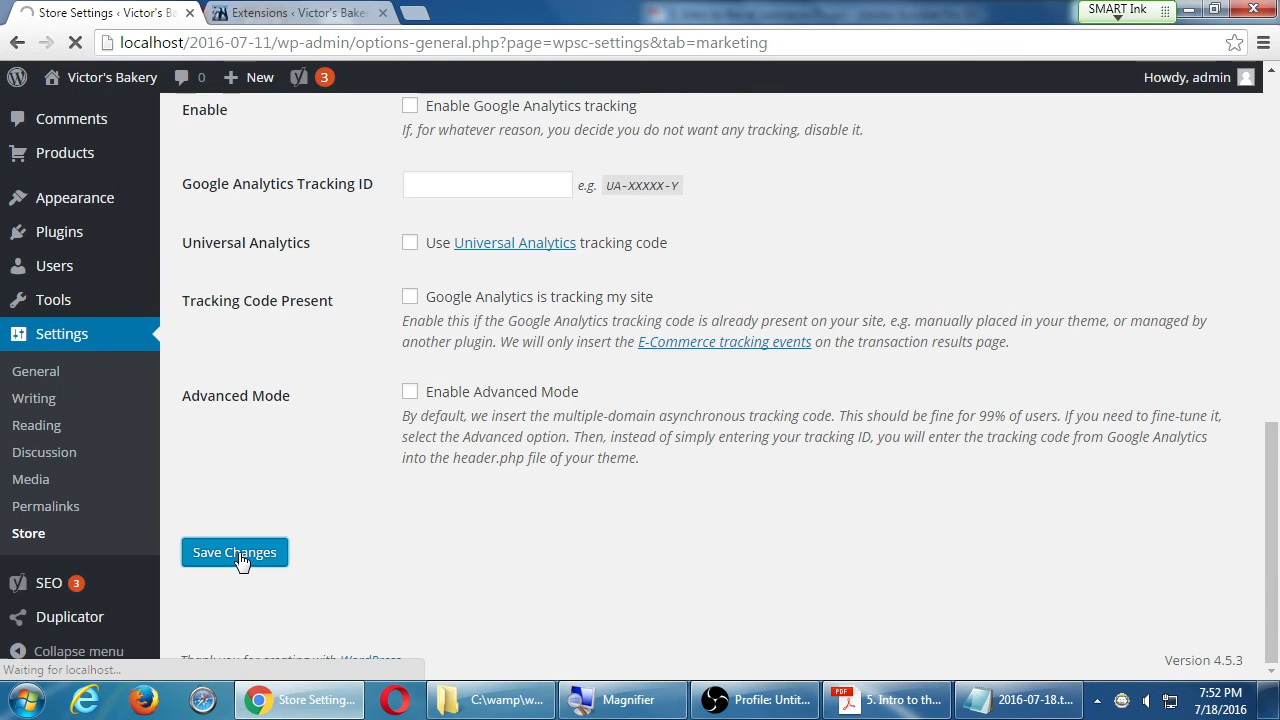 Store Settings ‹ Victor's B
Extensions ‹ Victor's Bake
SMART Ink
localhost/2016-07-11/wp-admin/options-general.php?page=wpsc-settings&tab=marketing
Victor's Bakery
0
New
3
Howdy, admin
Comments
Products
Appearance
Plugins
Users
Tools
Settings
General
Writing
Reading
Discussion
Media
Permalinks
Store
SEO 3
Duplicator
Collapse menu
Enable
Enable Google Analytics tracking
If, for whatever reason, you decide you do not want any tracking, disable it.
Google Analytics Tracking ID
e.g. UA-XXXXX-Y
Universal Analytics
Use Universal Analytics tracking code
Tracking Code Present
Google Analytics is tracking my site
Enable this if the Google Analytics tracking code is already present on your site, e.g. manually placed in your theme, or managed by
another plugin. We will only insert the E-Commerce tracking events on the transaction results page.
Advanced Mode
Enable Advanced Mode
By default, we insert the multiple-domain asynchronous tracking code. This should be fine for 99% of users. If you need to fine-tune it,
select the Advanced option. Then, instead of simply entering your tracking ID, you will enter the tracking code from Google Analytics
into the header.php file of your theme.
Save Changes
Thank you for creating with WordPress
Version 4.5.3
Waiting for localhost...
Store Setting...
C:\wamp\w...
Magnifier
Profile: Untit...
PDF
5. Intro to th...
2016-07-18.t...
7:52 PM
7/18/2016